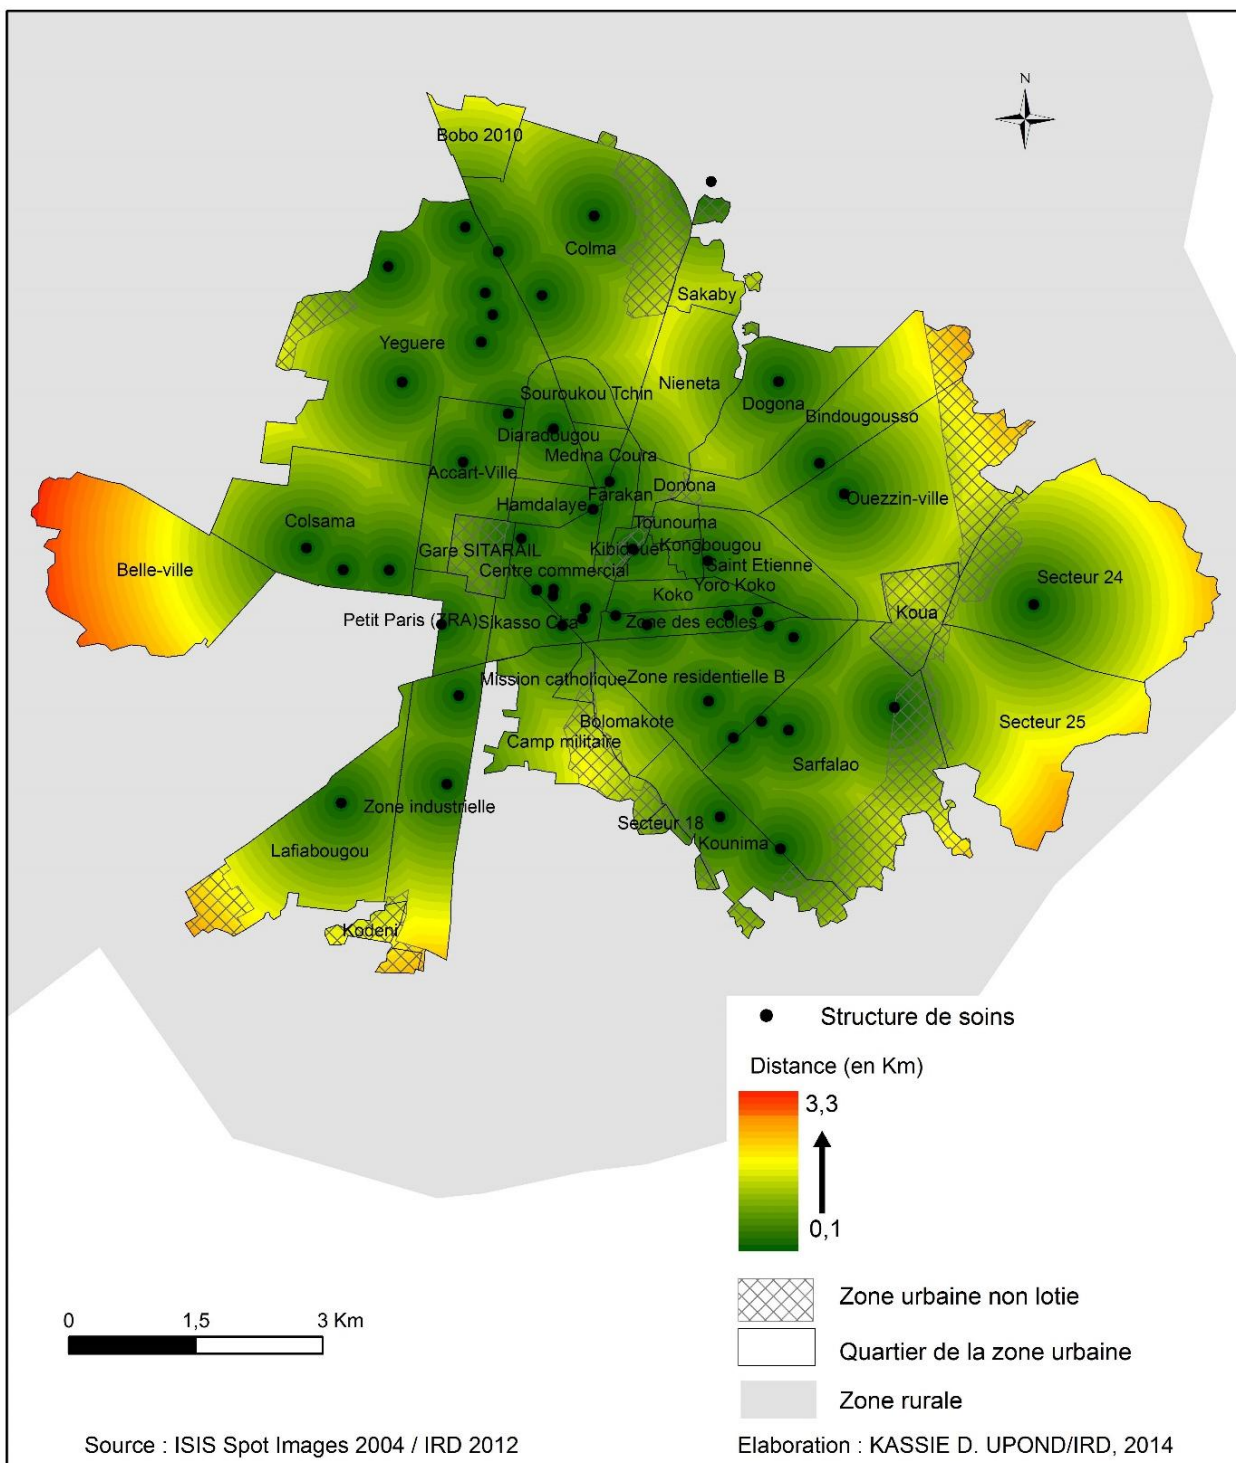 N
Bobo 2010
Colma
Sakaby
Yeguere
Nieneta
Souroukou Tchin
Dogona
Bindougousso
Diaradougou
Medina Coura
Accart-Ville
Donona
Farakan
Ouezzin-ville
Hamdalaye
Colsama
Tounouma
Gare SITARAIL
Kibidoue
Kongbougou
Belle-ville
Centre commercial
Saint Etienne
Secteur 24
Koko
Yoro Koko
Koua
Petit Paris (ZRA)
Sikasso Cira
Zone des ecoles
Mission catholique
Zone residentielle B
Bolomakote
Secteur 25
Camp militaire
Sarfalao
Zone industrielle
Secteur 18
Kounima
Lafiabougou
Kodeni
Structure de soins
Distance (en Km)
3,3
0,1
Zone urbaine non lotie
Quartier de la zone urbaine
Zone rurale
0 1,5 3 Km
Source : ISIS Spot Images 2004 / IRD 2012
Elaboration : KASSIE D. UPOND/IRD, 2014